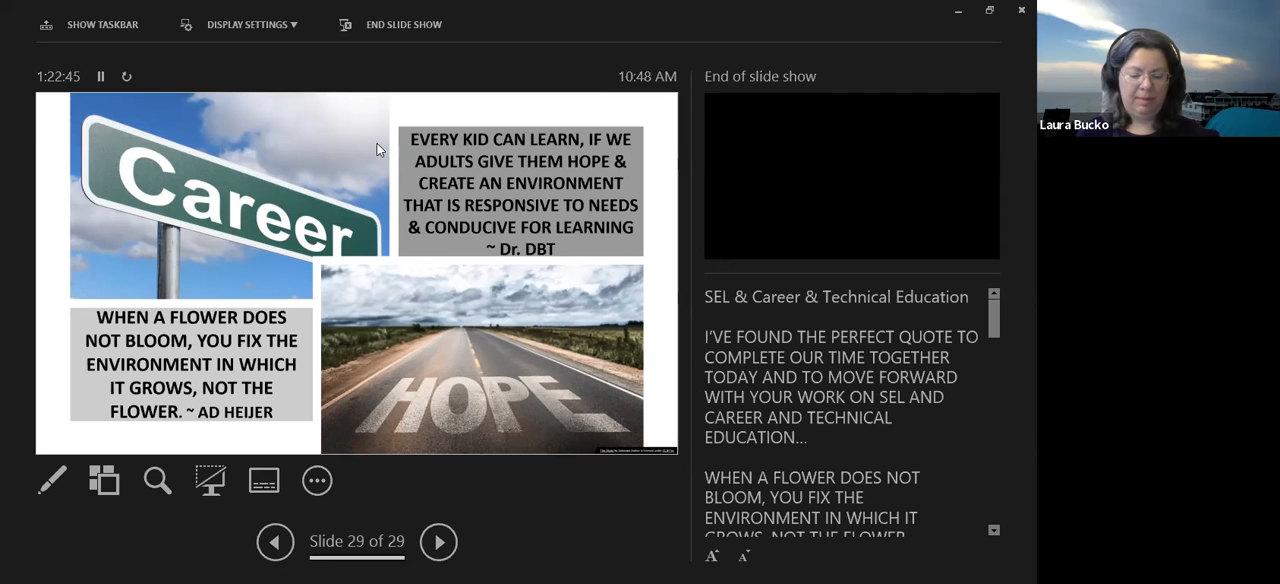 SHOW TASKBAR
DISPLAY SETTINGS ▼
END SLIDE SHOW
1:22:45
10:48 AM
Career
EVERY KID CAN LEARN, IF WE
ADULTS GIVE THEM HOPE &
CREATE AN ENVIRONMENT
THAT IS RESPONSIVE TO NEEDS
& CONDUCIVE FOR LEARNING
~ Dr. DBT
WHEN A FLOWER DOES
NOT BLOOM, YOU FIX THE
ENVIRONMENT IN WHICH
IT GROWS, NOT THE
FLOWER. ~ AD HEIJER
HOPE
Slide 29 of 29
End of slide show
SEL & Career & Technical Education
I'VE FOUND THE PERFECT QUOTE TO
COMPLETE OUR TIME TOGETHER
TODAY AND TO MOVE FORWARD
WITH YOUR WORK ON SEL AND
CAREER AND TECHNICAL
EDUCATION...
WHEN A FLOWER DOES NOT
BLOOM, YOU FIX THE
ENVIRONMENT IN WHICH IT
GROWS, NOT THE FLOWER
A A
Laura Bucko